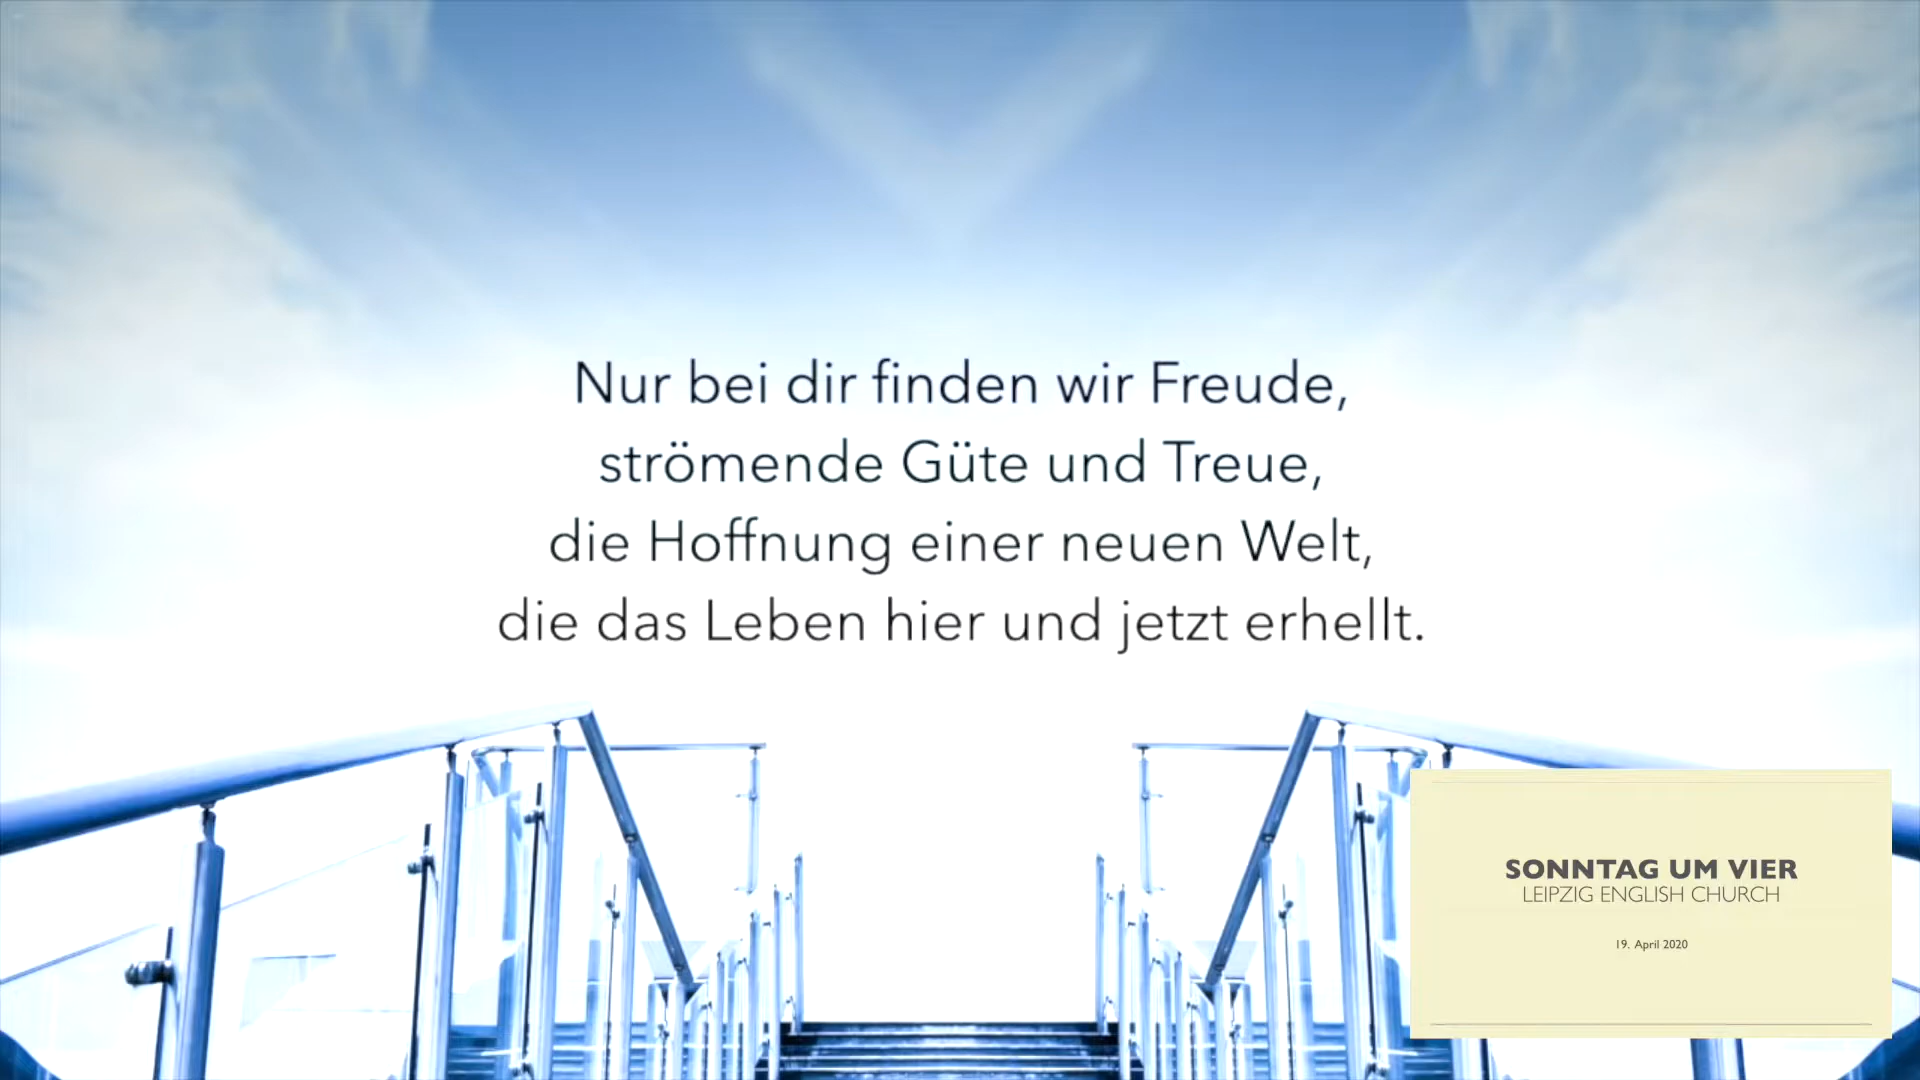 Nur bei dir finden wir Freude,
strömende Güte und Treue,
die Hoffnung einer neuen Welt,
die das Leben hier und jetzt erhellt.
SONNTAG UM VIER
LEIPZIG ENGLISH CHURCH
19. April 2020